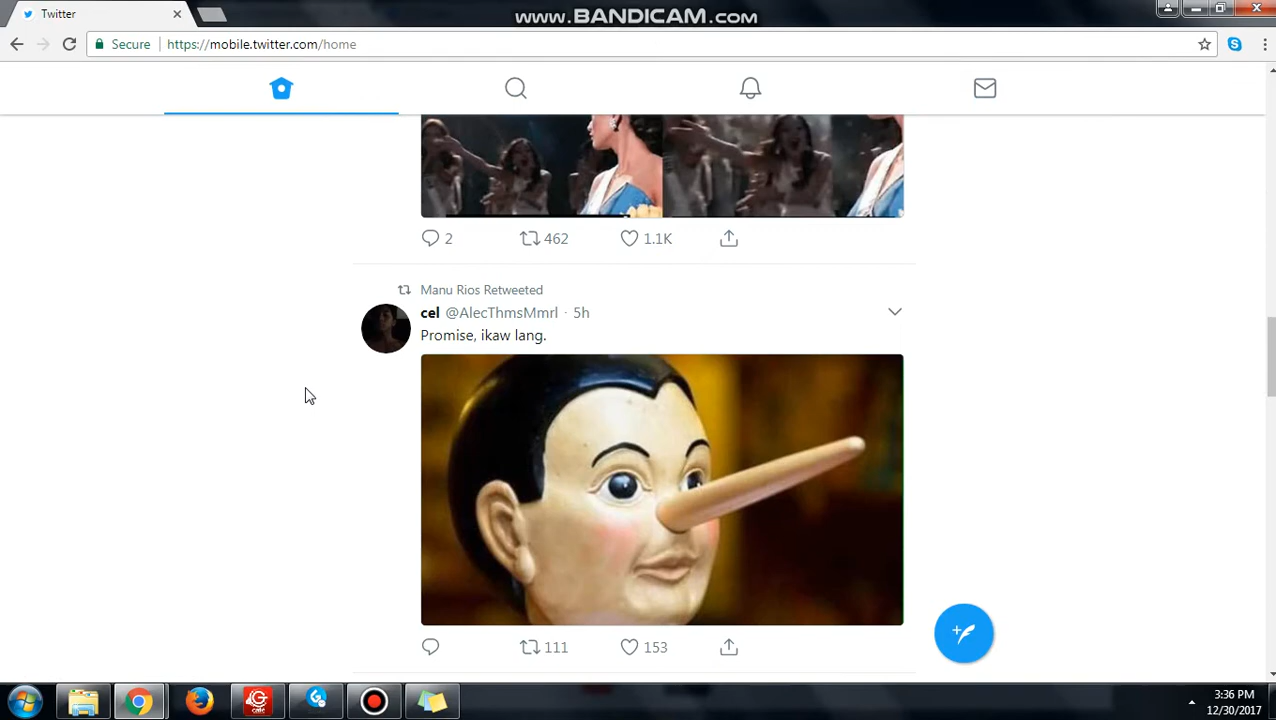 Twitter
www.BANDICAM.com
Secure
https://mobile.twitter.com/home
2
462
1.1K
Manu Rios Retweeted
cel @AlecThmsMmrl · 5h
Promise, ikaw lang.
111
153
G
café
3:36 PM
12/30/2017